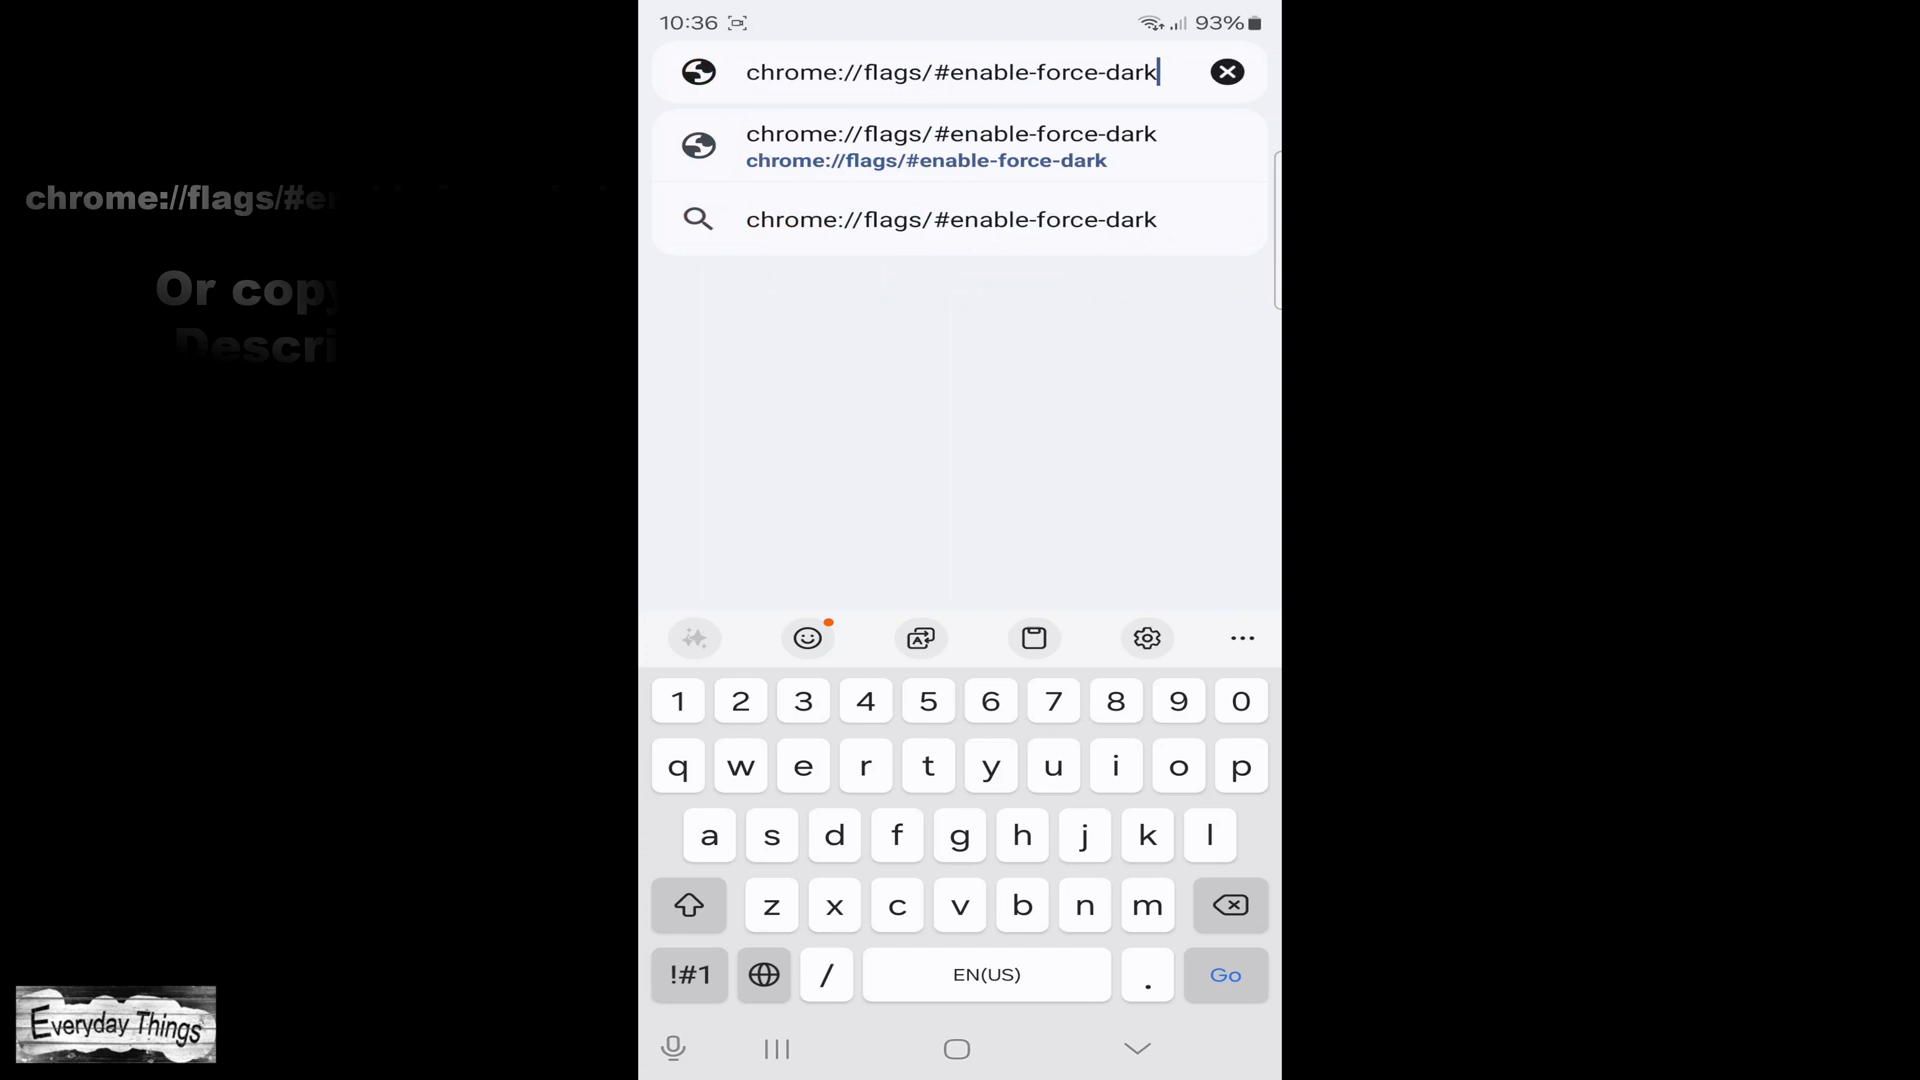 10:36
93%
chrome://flags/#enable-force-dark
chrome://flags/#enable-force-dark
chrome://flags/#enable-force-dark
chrome://flags/#enable-force-dark
chrome://flags/#e
Or copy
Descri
1 2 3 4 5 6 7 8 9 0
q w e r t y u i o p
a s d f g h j k l
z x c v b n m
!#1 / EN(US) . Go
Everyday Things